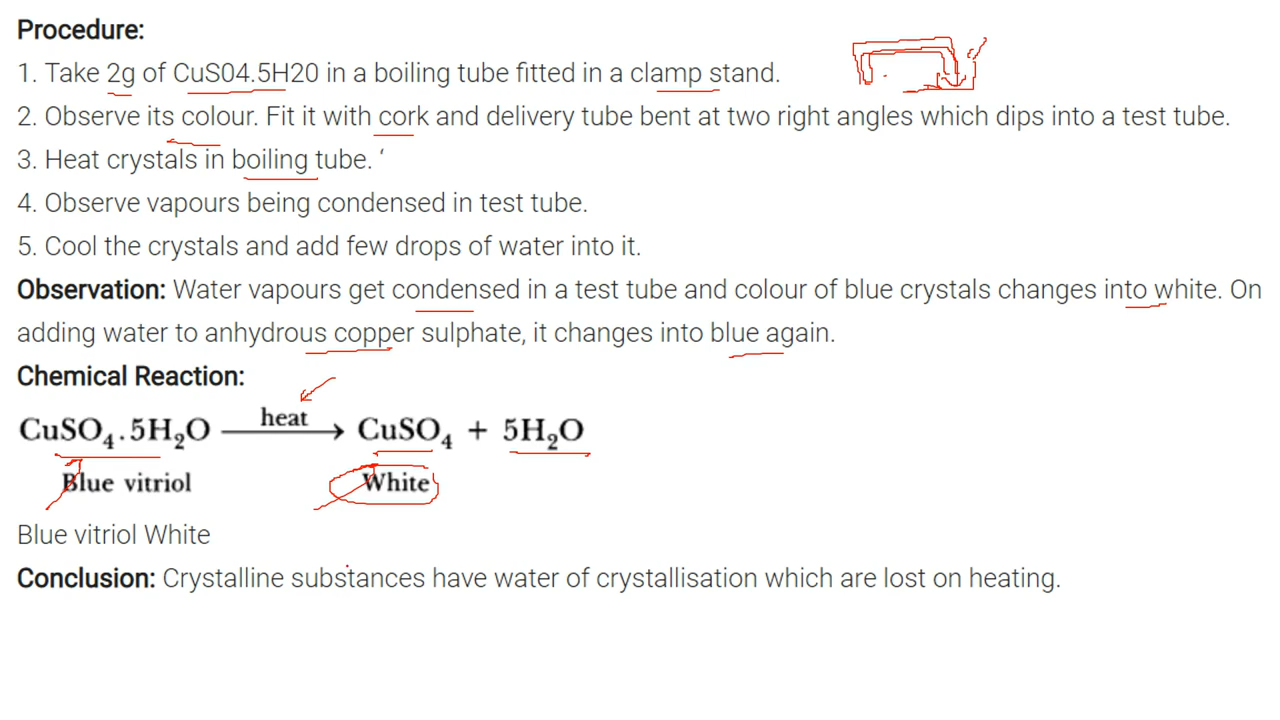 Procedure:
1. Take 2g of CuS04.5H20 in a boiling tube fitted in a clamp stand.
2. Observe its colour. Fit it with cork and delivery tube bent at two right angles which dips into a test tube.
3. Heat crystals in boiling tube. ‘
4. Observe vapours being condensed in test tube.
5. Cool the crystals and add few drops of water into it.
Observation: Water vapours get condensed in a test tube and colour of blue crystals changes into white. On
adding water to anhydrous copper sulphate, it changes into blue again.
Chemical Reaction:
CuSO₄.5H₂O heat → CuSO₄ + 5H₂O
Blue vitriol White
Blue vitriol White
Conclusion: Crystalline substances have water of crystallisation which are lost on heating.